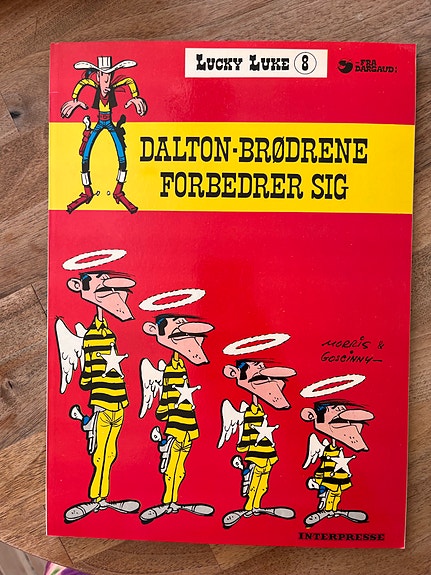 LUCKY LUKE 8
FRA
DARGAUD!
DALTON-BRØDRENE
FORBEDRER SIG
MORRIS &
GOSCINNY
INTERPRESSE